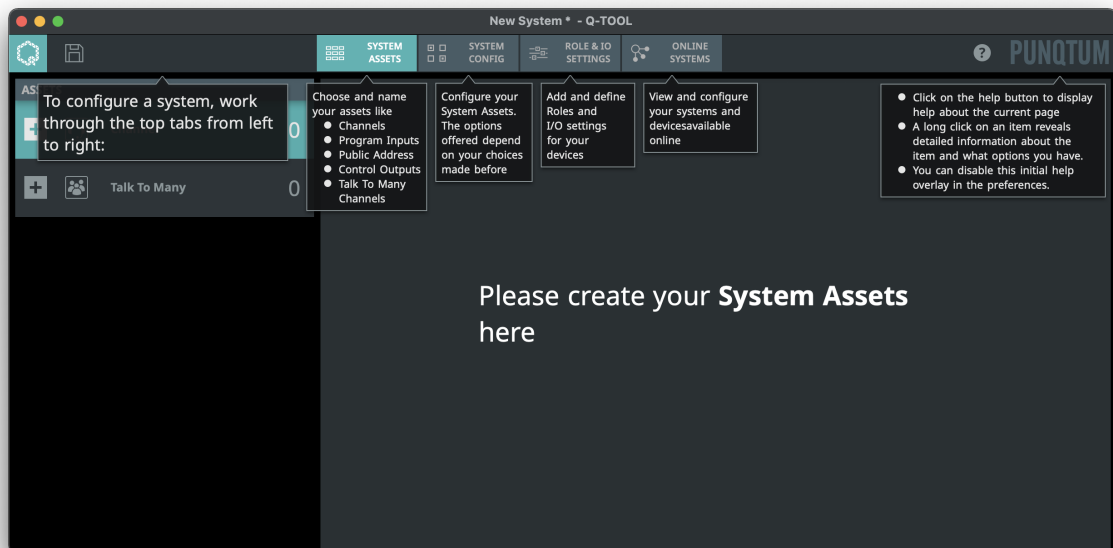 New System * - Q-TOOL
SYSTEM
ASSETS
SYSTEM
CONFIG
ROLE & IO
SETTINGS
ONLINE
SYSTEMS
?
PUNQTUM
AS
To configure a system, work
through the top tabs from left
to right:
0
Talk To Many
0
Choose and name
your assets like
● Channels
● Program Inputs
● Public Address
● Control Outputs
● Talk To Many
Channels
Configure your
System Assets.
The options
offered depend
on your choices
made before
Add and define
Roles and
I/O settings
for your
devices
View and configure
your systems and
devicesavailable
online
● Click on the help button to display
help about the current page
● A long click on an item reveals
detailed information about the
item and what options you have.
● You can disable this initial help
overlay in the preferences.
Please create your System Assets
here